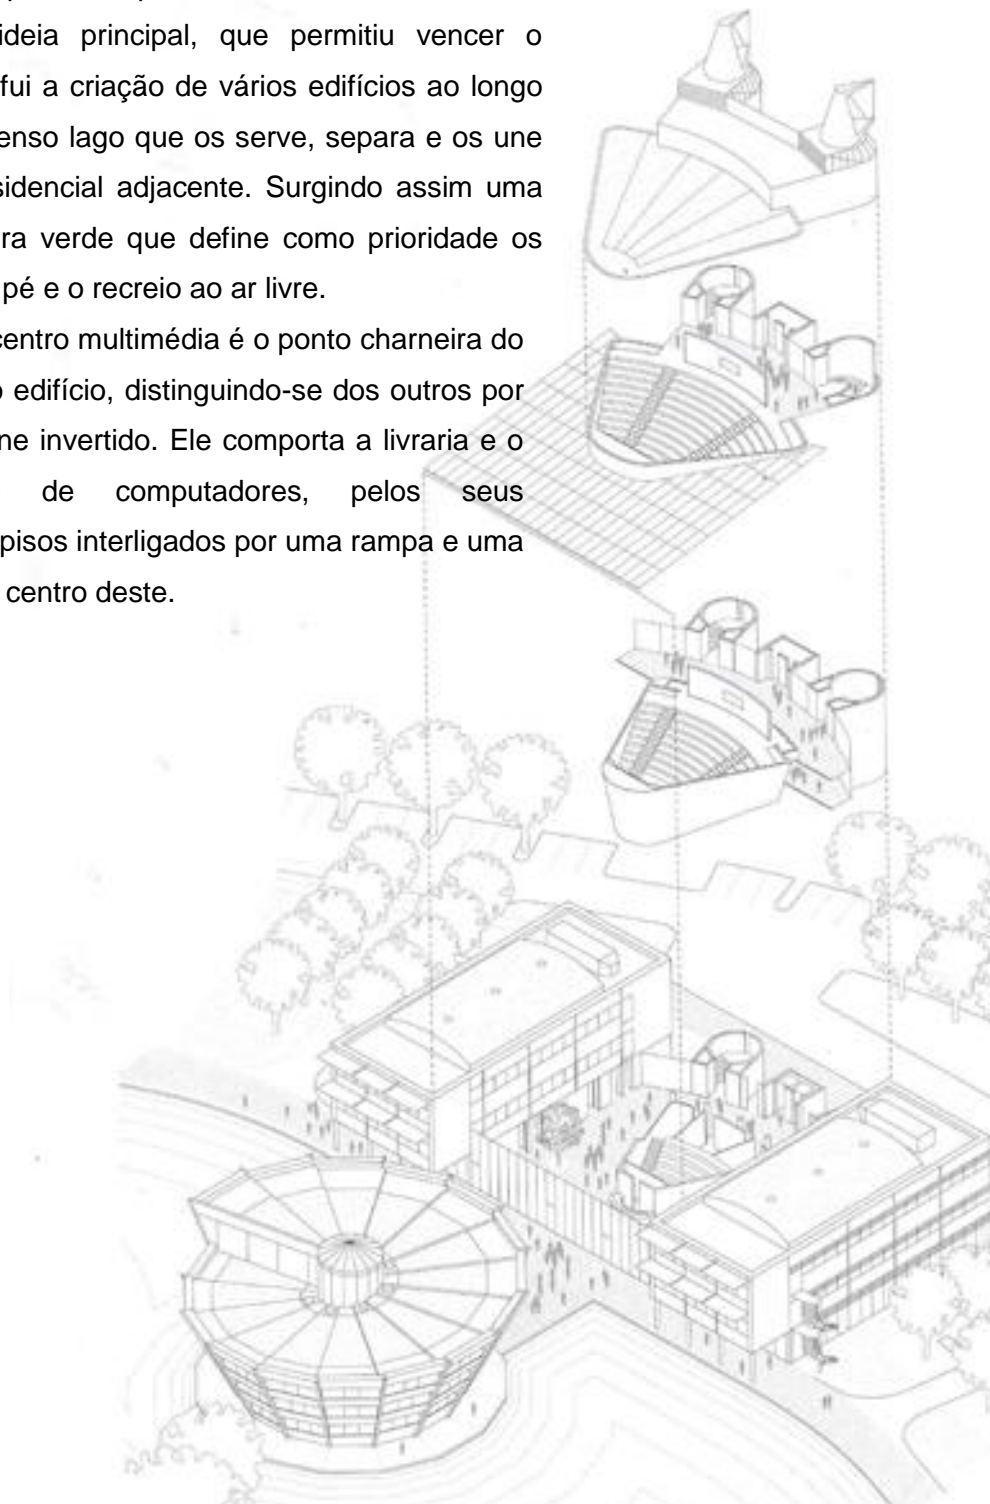 ideia principal, que permitiu vencer o
fui a criação de vários edifícios ao longo
enso lago que os serve, separa e os une
sidencial adjacente. Surgindo assim uma
ra verde que define como prioridade os
pé e o recreio ao ar livre.
centro multimédia é o ponto charneira do
o edifício, distinguindo-se dos outros por
ne invertido. Ele comporta a livraria e o
de computadores, pelos seus
pisos interligados por uma rampa e uma
centro deste.